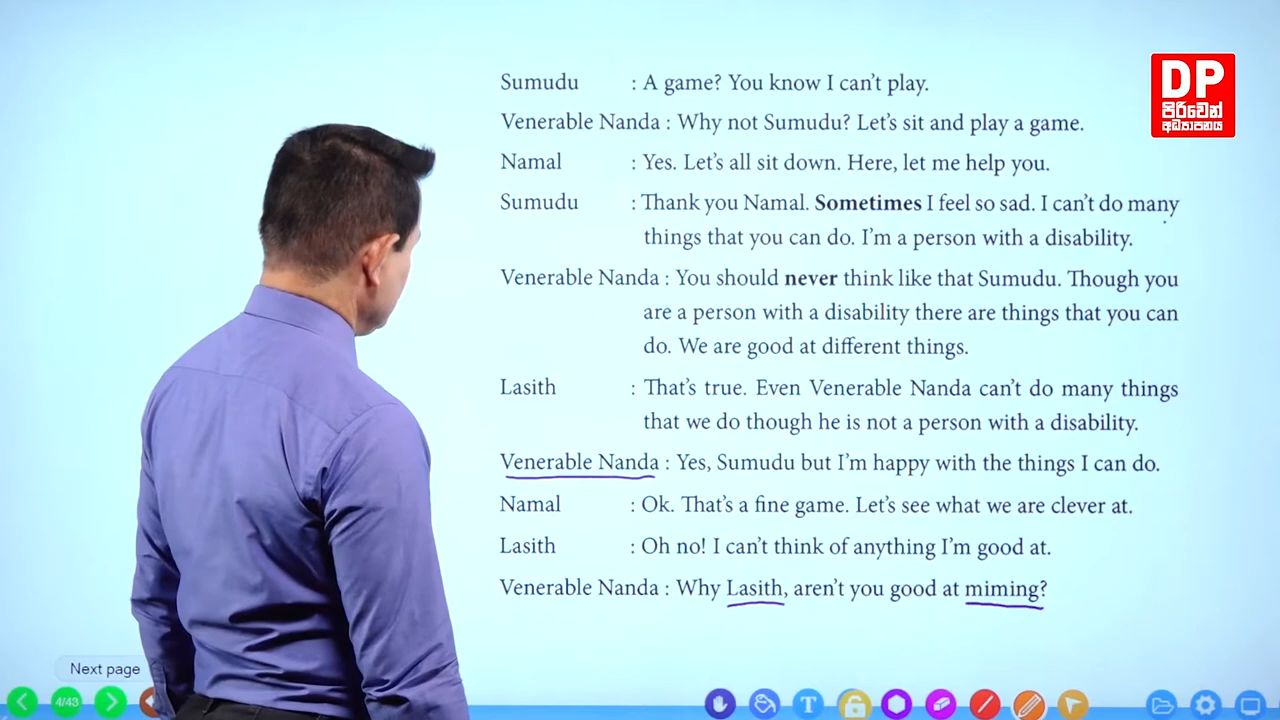 DP
පිරිවෙන්
අධ්‍යාපනය
Sumudu : A game? You know I can't play.
Venerable Nanda : Why not Sumudu? Let's sit and play a game.
Namal : Yes. Let's all sit down. Here, let me help you.
Sumudu : Thank you Namal. Sometimes I feel so sad. I can't do many
things that you can do. I'm a person with a disability.
Venerable Nanda : You should never think like that Sumudu. Though you
are a person with a disability there are things that you can
do. We are good at different things.
Lasith : That's true. Even Venerable Nanda can't do many things
that we do though he is not a person with a disability.
Venerable Nanda : Yes, Sumudu but I'm happy with the things I can do.
Namal : Ok. That's a fine game. Let's see what we are clever at.
Lasith : Oh no! I can't think of anything I'm good at.
Venerable Nanda : Why Lasith, aren't you good at miming?
Next page
4/43
T